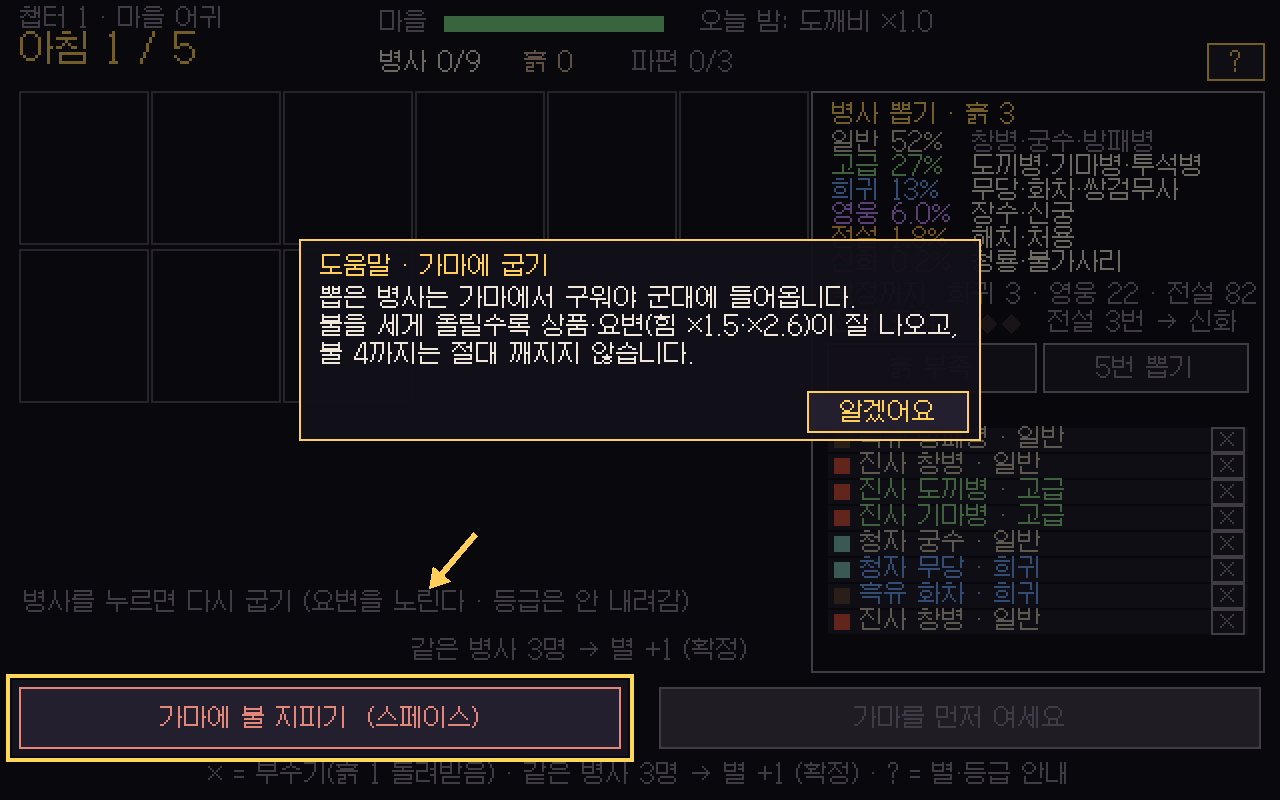 챕터 1 · 마을 어귀
마을
오늘 밤: 도깨비 ×1.0
아침 1 / 5
병사 0/9
흙 0
파편 0/3
?
병사 뽑기 · 흙 3
일반 52% 창병·궁수·방패병
고급 27% 도끼병·기마병·투석병
희귀 13% 무당·화차·쌍검무사
영웅 6.0% 장수·신궁
전설 1.8% 해치·처용
청룡·불가사리
희귀 3 · 영웅 22 · 전설 82
◆◆ 전설 3번 → 신화
5번 뽑기
도움말 · 가마에 굽기
뽑은 병사는 가마에서 구워야 군대에 들어옵니다.
불을 세게 올릴수록 상품·요변(힘 ×1.5·×2.6)이 잘 나오고,
불 4까지는 절대 깨지지 않습니다.
알겠어요
흑유 방패병 · 일반 ×
진사 창병 · 일반 ×
진사 도끼병 · 고급 ×
진사 기마병 · 고급 ×
청자 궁수 · 일반 ×
청자 무당 · 희귀 ×
흑유 화차 · 희귀 ×
진사 창병 · 일반 ×
병사를 누르면 다시 굽기 (요변을 노린다 · 등급은 안 내려감)
같은 병사 3명 → 별 +1 (확정)
가마에 불 지피기 (스페이스)
가마를 먼저 여세요
× = 부수기(흙 1 돌려받음) · 같은 병사 3명 → 별 +1 (확정) · ? = 별·등급 안내